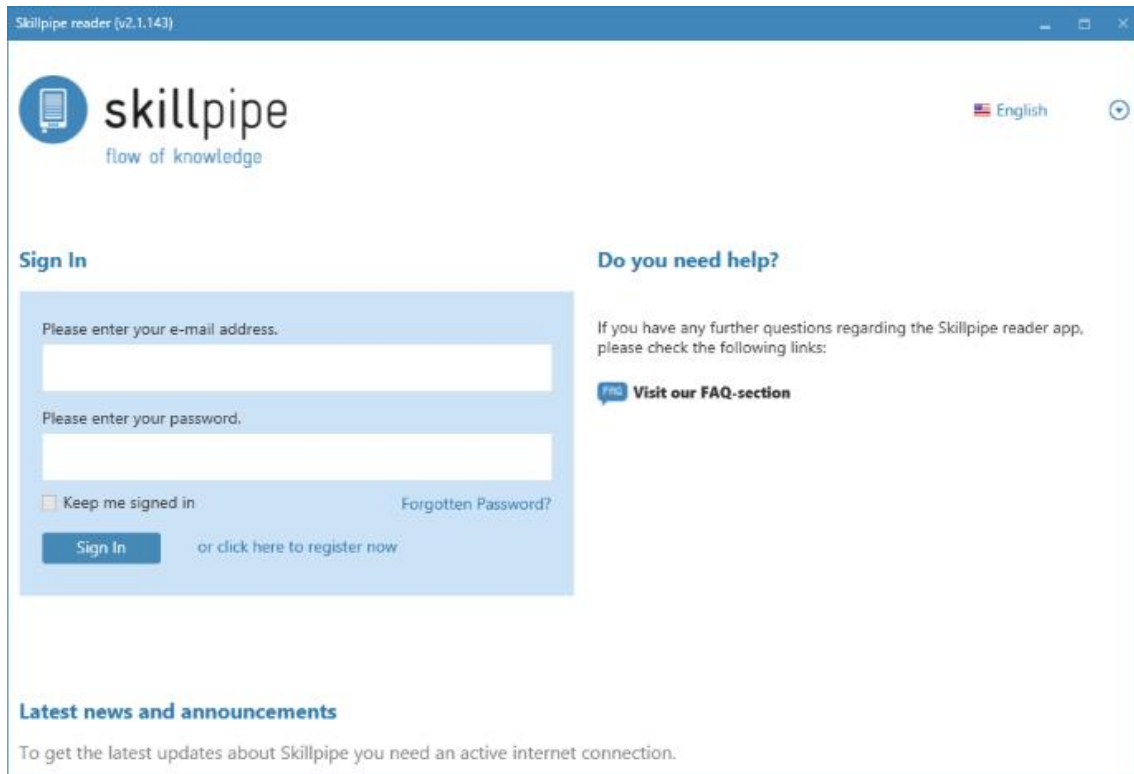 Skillpipe reader (v2.1.143)
skillpipe
flow of knowledge
English
Sign In
Please enter your e-mail address.
Please enter your password.
Keep me signed in
Forgotten Password?
Sign In
or click here to register now
Do you need help?
If you have any further questions regarding the Skillpipe reader app,
please check the following links:
FAQ
Visit our FAQ-section
Latest news and announcements
To get the latest updates about Skillpipe you need an active internet connection.